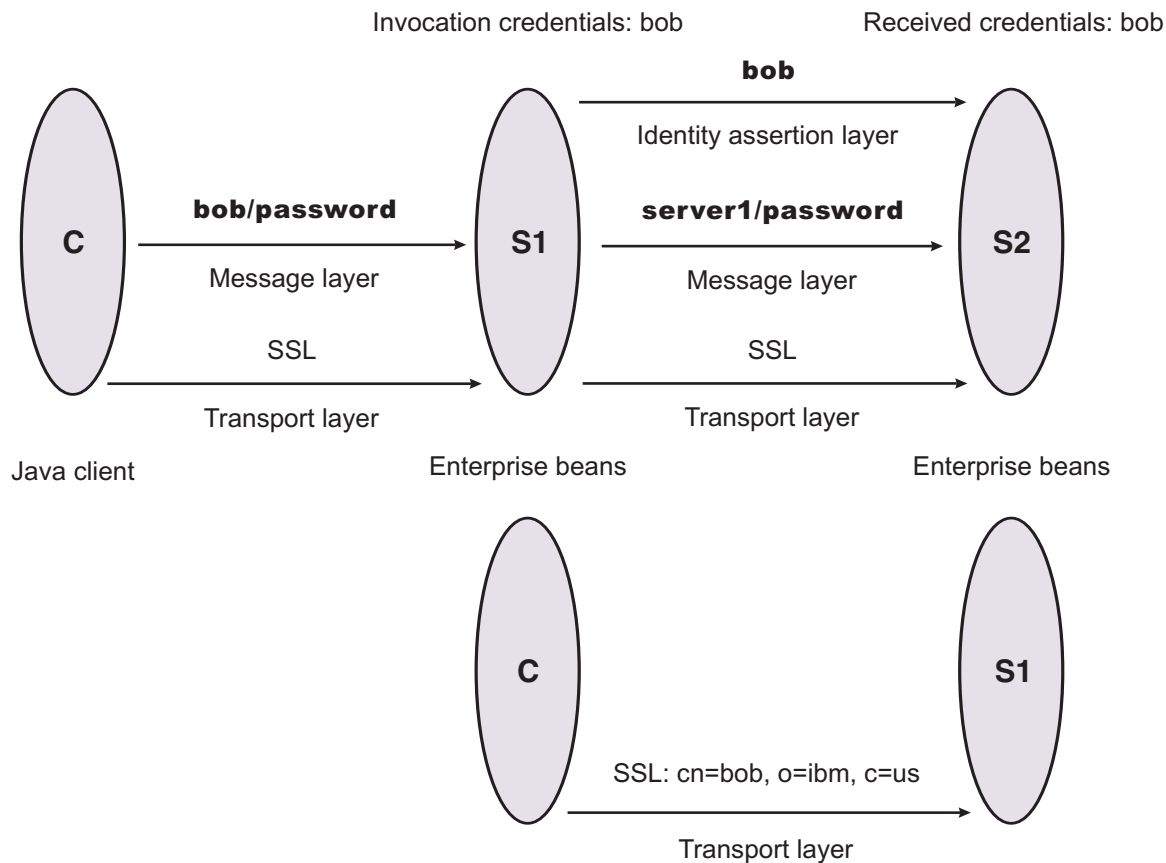 Invocation credentials: bob
Received credentials: bob
bob
Identity assertion layer
C
bob/password
Message layer
S1
server1/password
Message layer
S2
SSL
Transport layer
SSL
Transport layer
Java client
Enterprise beans
Enterprise beans
C
S1
SSL: cn=bob, o=ibm, c=us
Transport layer